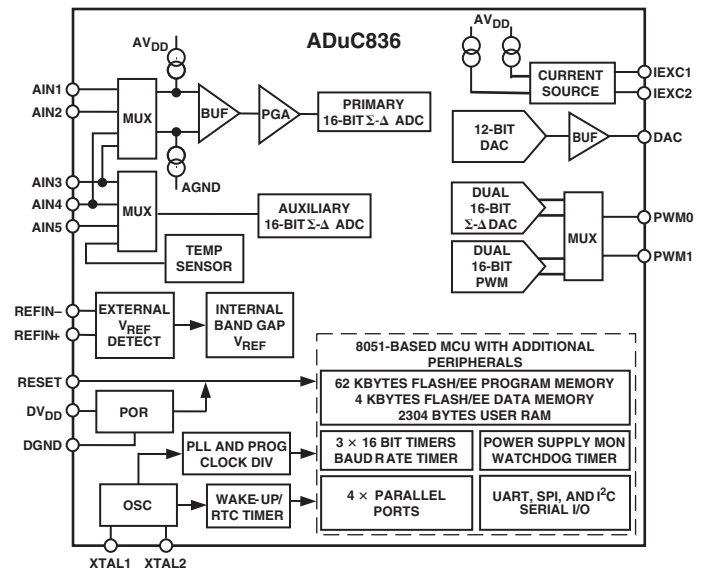 ADuC836
AVDD
AIN1
AIN2
AIN3
AIN4
AIN5
MUX
BUF
PGA
PRIMARY
16-BIT Σ-Δ ADC
AGND
MUX
AUXILIARY
16-BIT Σ-Δ ADC
TEMP
SENSOR
AVDD
CURRENT
SOURCE
IEXC1
IEXC2
12-BIT
DAC
BUF
DAC
DUAL
16-BIT
Σ-Δ DAC
DUAL
16-BIT
PWM
MUX
PWM0
PWM1
REFIN–
REFIN+
EXTERNAL
VREF
DETECT
INTERNAL
BAND GAP
VREF
RESET
DVDD
DGND
POR
PLL AND PROG
CLOCK DIV
OSC
WAKE-UP/
RTC TIMER
XTAL1
XTAL2
8051-BASED MCU WITH ADDITIONAL
PERIPHERALS
62 KBYTES FLASH/EE PROGRAM MEMORY
4 KBYTES FLASH/EE DATA MEMORY
2304 BYTES USER RAM
3 × 16 BIT TIMERS
BAUD RATE TIMER
POWER SUPPLY MON
WATCHDOG TIMER
4 × PARALLEL
PORTS
UART, SPI, AND I²C
SERIAL I/O